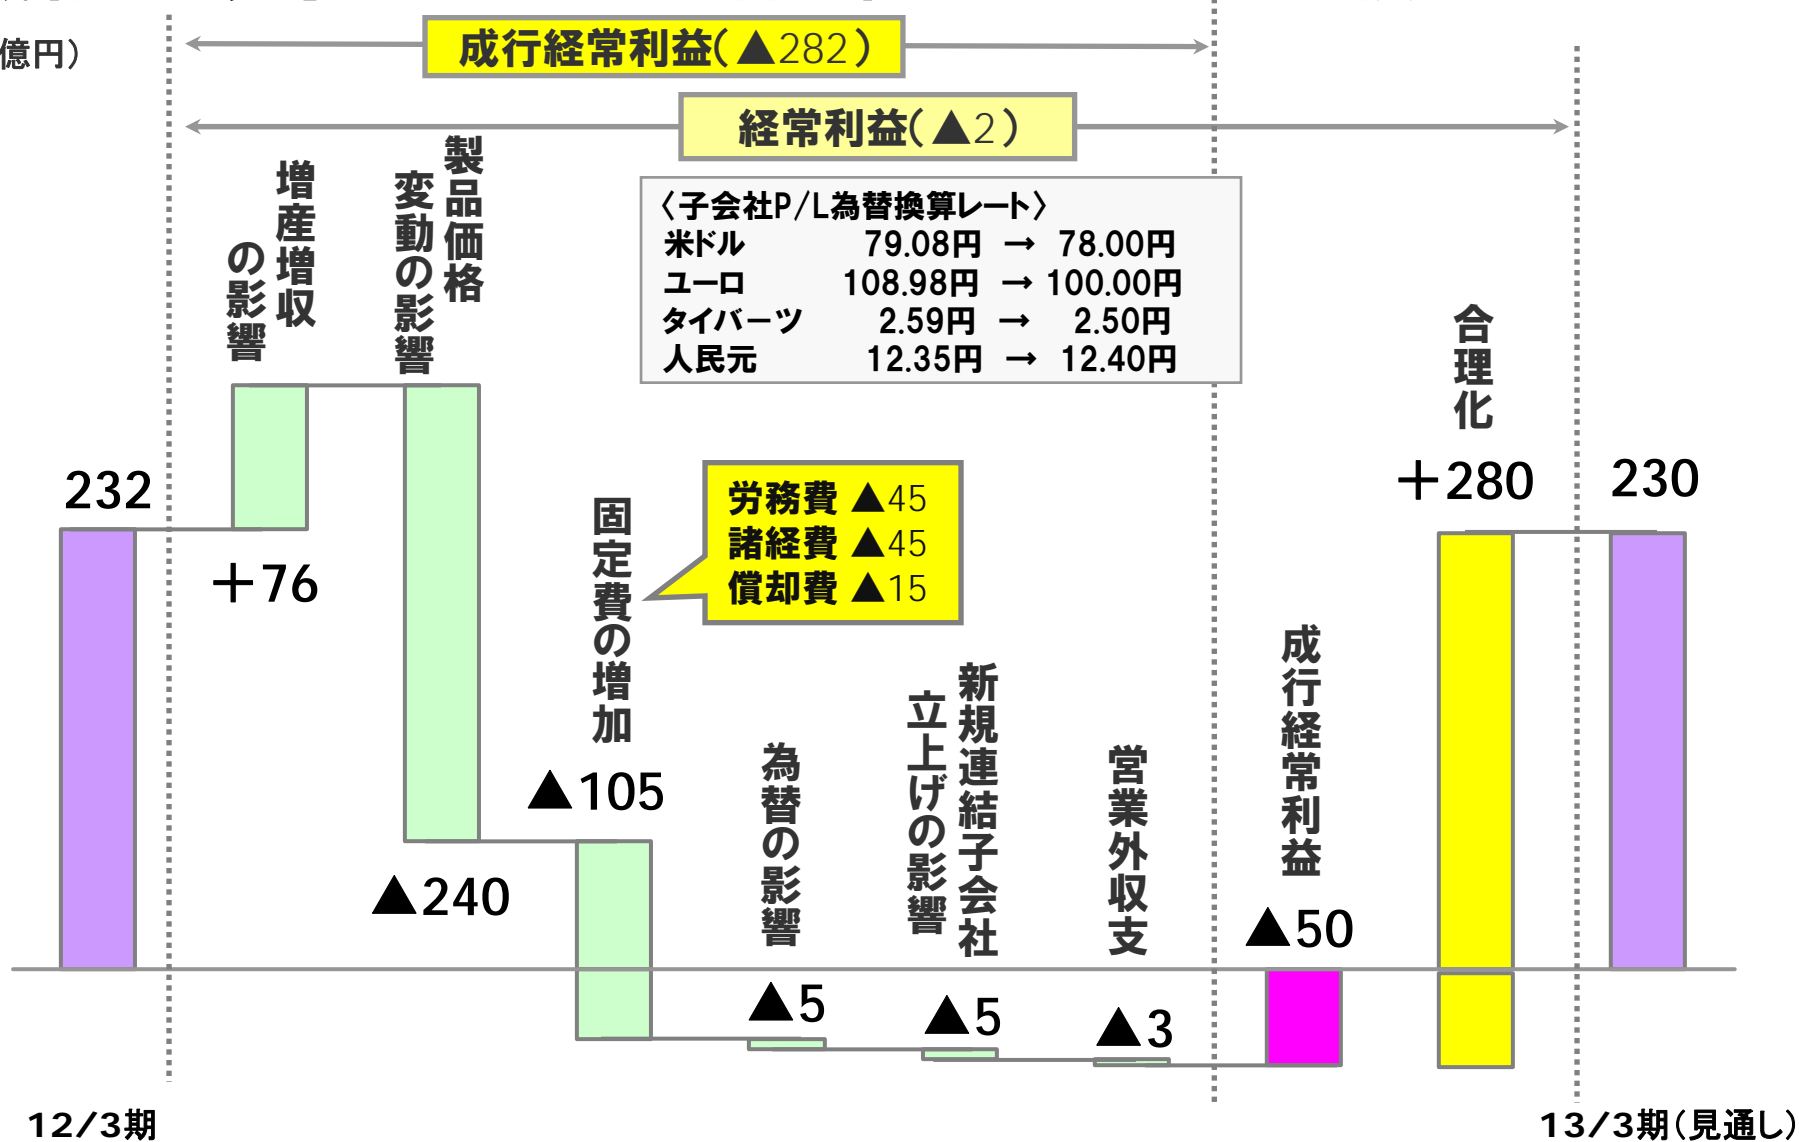 億円)
成行経常利益(▲282)
経常利益(▲2)
〈子会社P/L為替換算レート〉
米ドル 79.08円 → 78.00円
ユーロ 108.98円 → 100.00円
タイバーツ 2.59円 → 2.50円
人民元 12.35円 → 12.40円
232
増産増収
の影響
+76
製品価格
変動の影響
▲240
固定費の増加
▲105
労務費 ▲45
諸経費 ▲45
償却費 ▲15
為替の影響
▲5
新規連結子会社
立上げの影響
▲5
営業外収支
▲3
成行経常利益
▲50
合理化
+280
230
12/3期
13/3期(見通し)